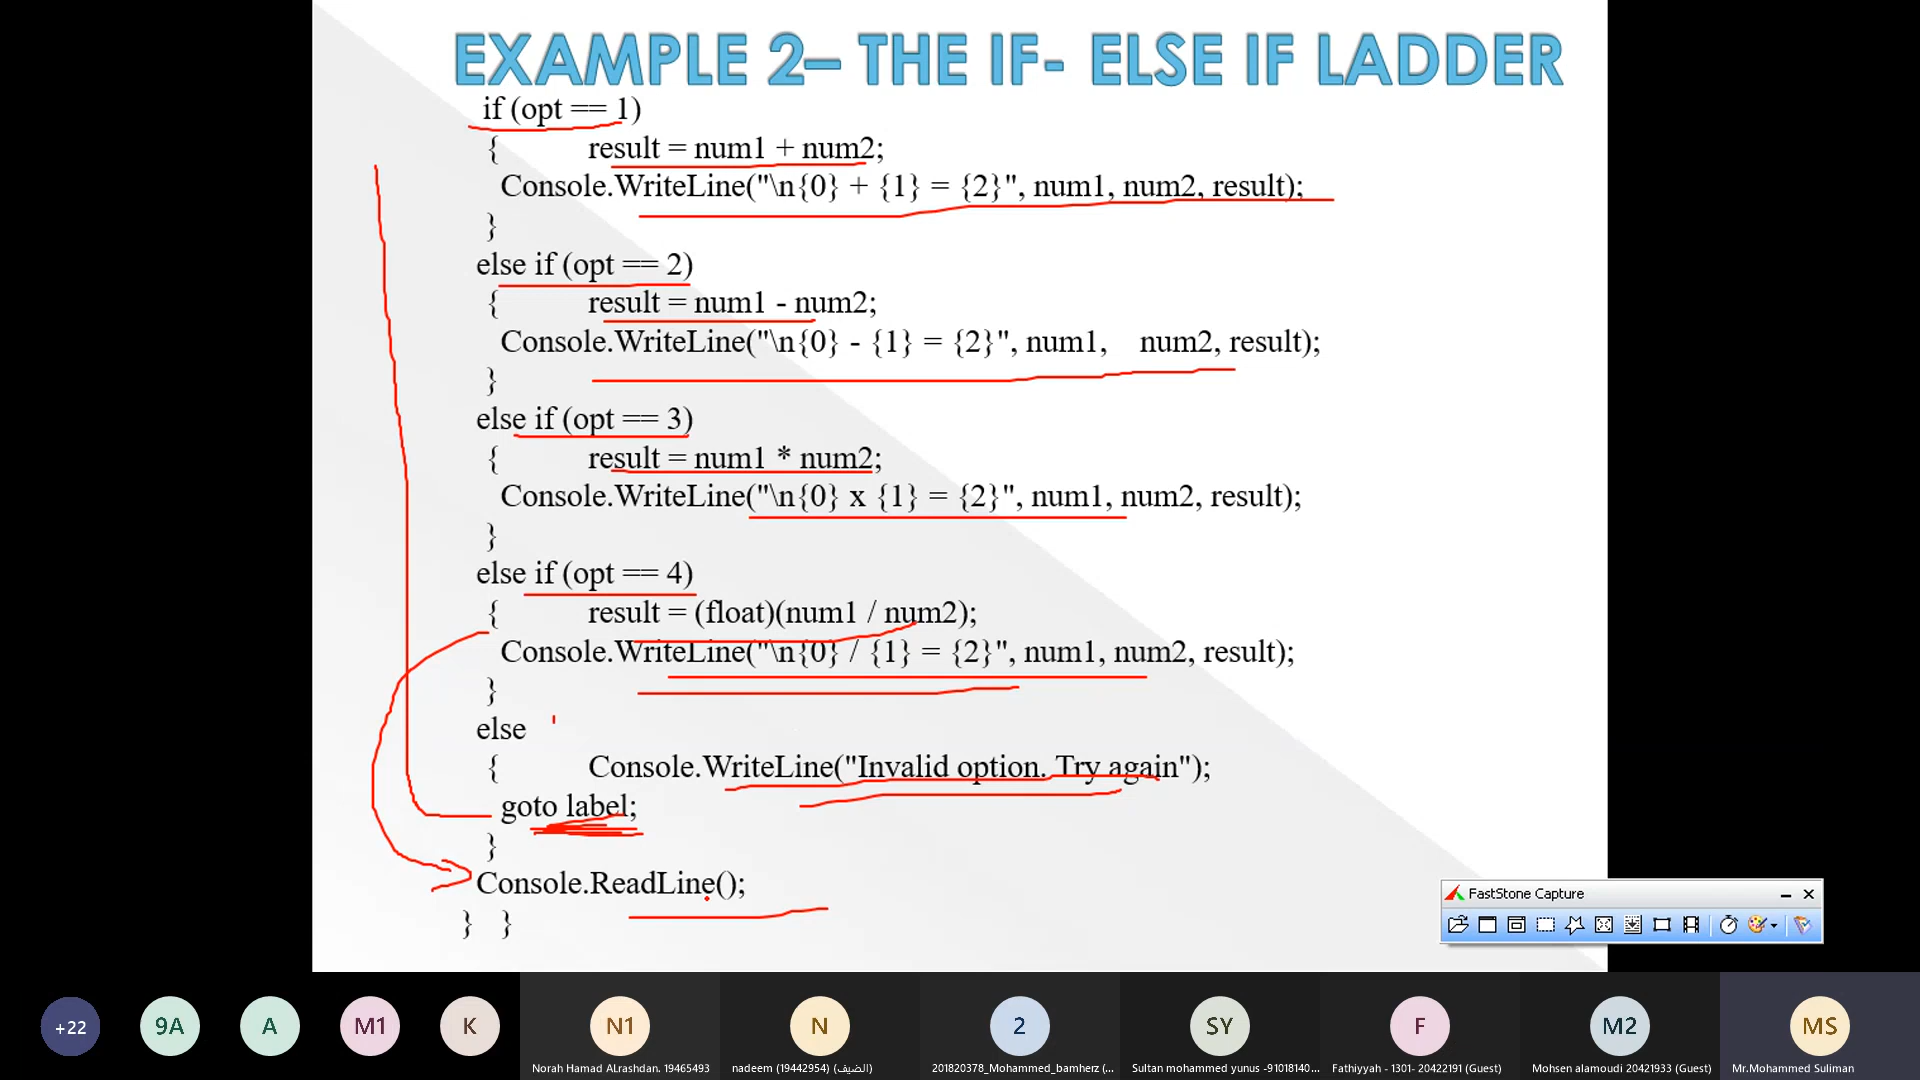 EXAMPLE 2– THE IF- ELSE IF LADDER
if (opt == 1)
{ result = num1 + num2;
Console.WriteLine("\n{0} + {1} = {2}", num1, num2, result);
}
else if (opt == 2)
{ result = num1 - num2;
Console.WriteLine("\n{0} - {1} = {2}", num1, num2, result);
}
else if (opt == 3)
{ result = num1 * num2;
Console.WriteLine("\n{0} x {1} = {2}", num1, num2, result);
}
else if (opt == 4)
{ result = (float)(num1 / num2);
Console.WriteLine("\n{0} / {1} = {2}", num1, num2, result);
}
else
{ Console.WriteLine("Invalid option. Try again");
goto label;
}
Console.ReadLine();
} }
FastStone Capture
+22 9A A M1 K N1 N 2 SY F M2 MS
Norah Hamad ALrashdan. 19465493
nadeem (19442954) (الضيف)
201820378_Mohammed_bamherz (...
Sultan mohammed yunus -91018140...
Fathiyyah - 1301- 20422191 (Guest)
Mohsen alamoudi 20421933 (Guest)
Mr.Mohammed Suliman